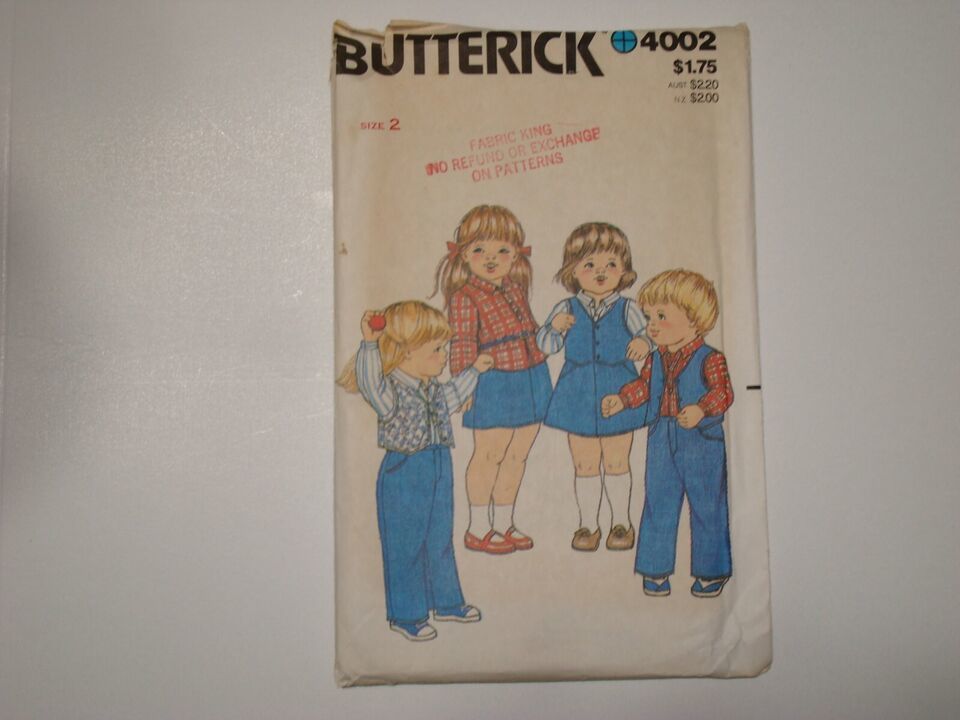 BUTTERICK ™ 4002
$1.75
AUST $2.20
N.Z. $2.00
SIZE 2
FABRIC KING
NO REFUND OR EXCHANGE
ON PATTERNS